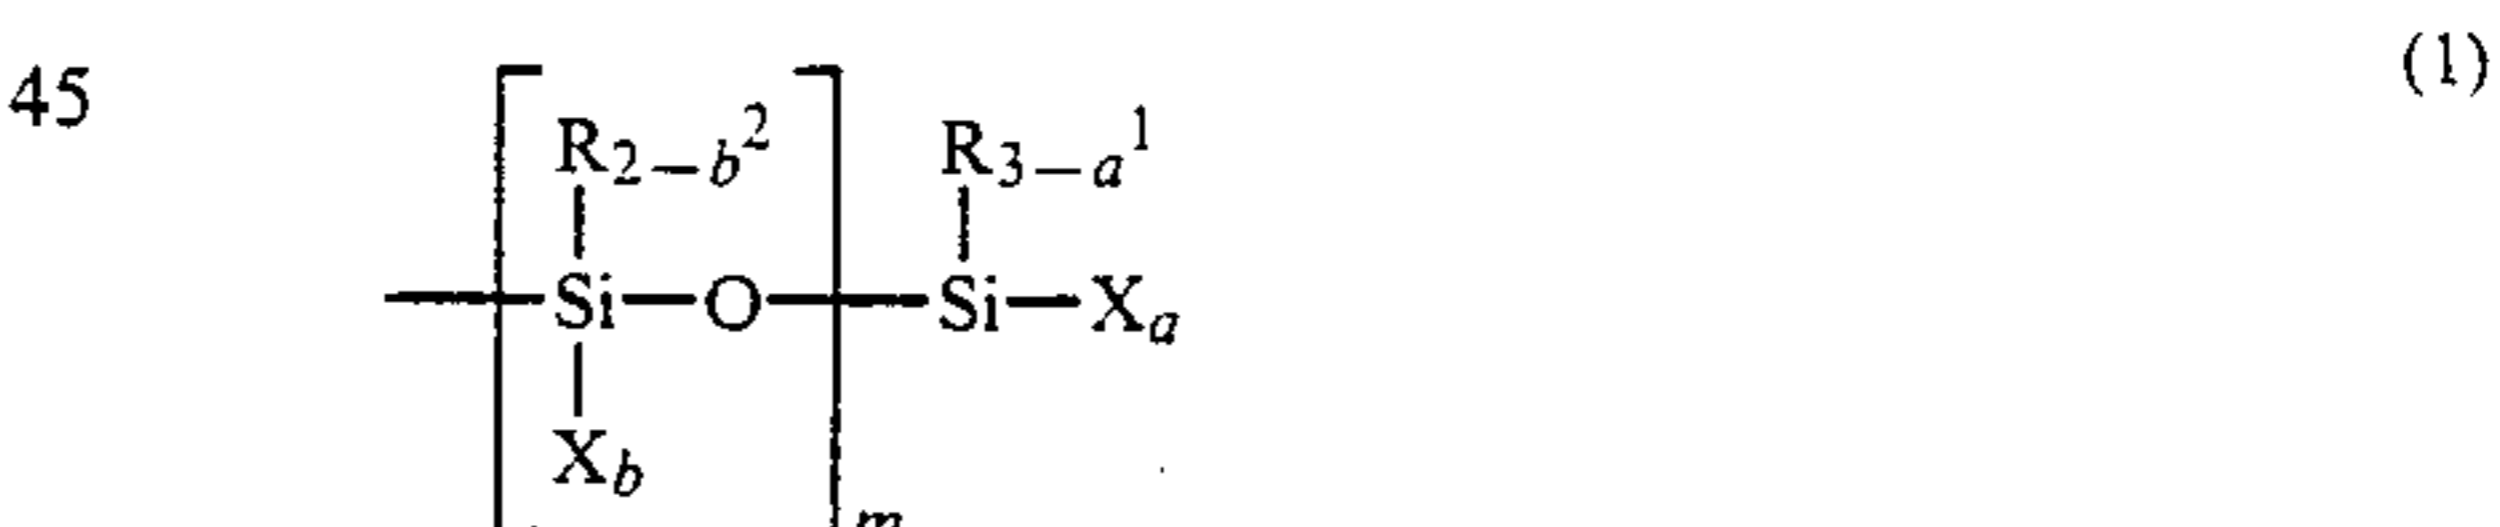 45 (1)
R2−b2 R3−a1
Si—O—Si—Xa
Xb
m